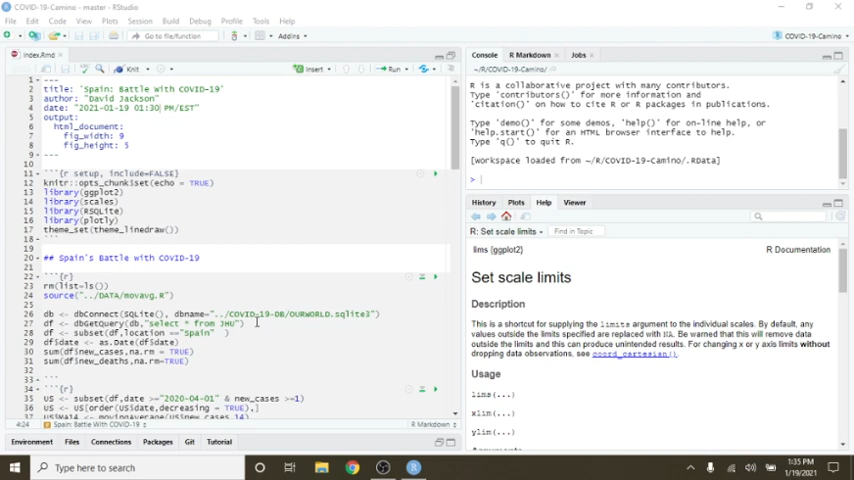 COVID-19-Camino - master - RStudio
File Edit Code View Plots Session Build Debug Profile Tools Help
Go to file/function Addins COVID-19-Camino
index.Rmd
Knit Insert Run
1 ---
2 title: 'Spain: Battle with COVID-19'
3 author: "David Jackson"
4 date: "2021-01-19 01:30 PM/EST"
5 output:
6 html_document:
7 fig_width: 9
8 fig_height: 5
9 ---
10
11 ```{r setup, include=FALSE}
12 knitr::opts_chunk$set(echo = TRUE)
13 library(ggplot2)
14 library(scales)
15 library(RSQLite)
16 library(plotly)
17 theme_set(theme_linedraw())
18 ```
19
20 ## Spain's Battle with COVID-19
21
22 ```{r}
23 rm(list=ls())
24 source("../DATA/movavg.R")
25
26 db <- dbConnect(SQLite(), dbname="../COVID-19-DB/OURWORLD.sqlite3")
27 df <- dbGetQuery(db,"select * from JHU")
28 df <- subset(df,location =="Spain" )
29 df$date <- as.Date(df$date)
30 sum(df$new_cases,na.rm = TRUE)
31 sum(df$new_deaths,na.rm=TRUE)
32
33 ```
34 ```{r}
35 US <- subset(df,date >="2020-04-01" & new_cases >=1)
36 US <- US[order(US$date,decreasing = TRUE),]
37 US$MA14 <- movingAverage(US$new_cases,14)
4:24 Spain: Battle With COVID-19 R Markdown
Environment Files Connections Packages Git Tutorial
Console R Markdown Jobs
~/R/COVID-19-Camino/
R is a collaborative project with many contributors.
Type 'contributors()' for more information and
'citation()' on how to cite R or R packages in publications.
Type 'demo()' for some demos, 'help()' for on-line help, or
'help.start()' for an HTML browser interface to help.
Type 'q()' to quit R.
[workspace loaded from ~/R/COVID-19-Camino/.RData]
>
History Plots Help Viewer
R: Set scale limits Find in Topic
lims {ggplot2} R Documentation
Set scale limits
Description
This is a shortcut for supplying the limits argument to the individual scales. By default, any
values outside the limits specified are replaced with NA. Be warned that this will remove data
outside the limits and this can produce unintended results. For changing x or y axis limits without
dropping data observations, see coord_cartesian().
Usage
lims(...)
xlim(...)
ylim(...)
Type here to search
1:35 PM
1/19/2021